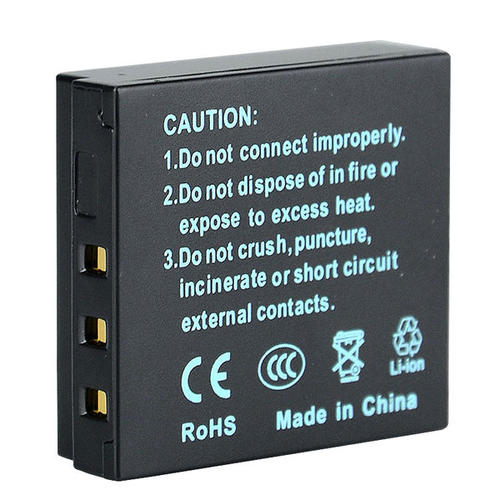 CAUTION:
1.Do not connect improperly.
2.Do not dispose of in fire or
expose to excess heat.
3.Do not crush, puncture,
incinerate or short circuit
external contacts.
CE CCC Li-ion
RoHS Made in China